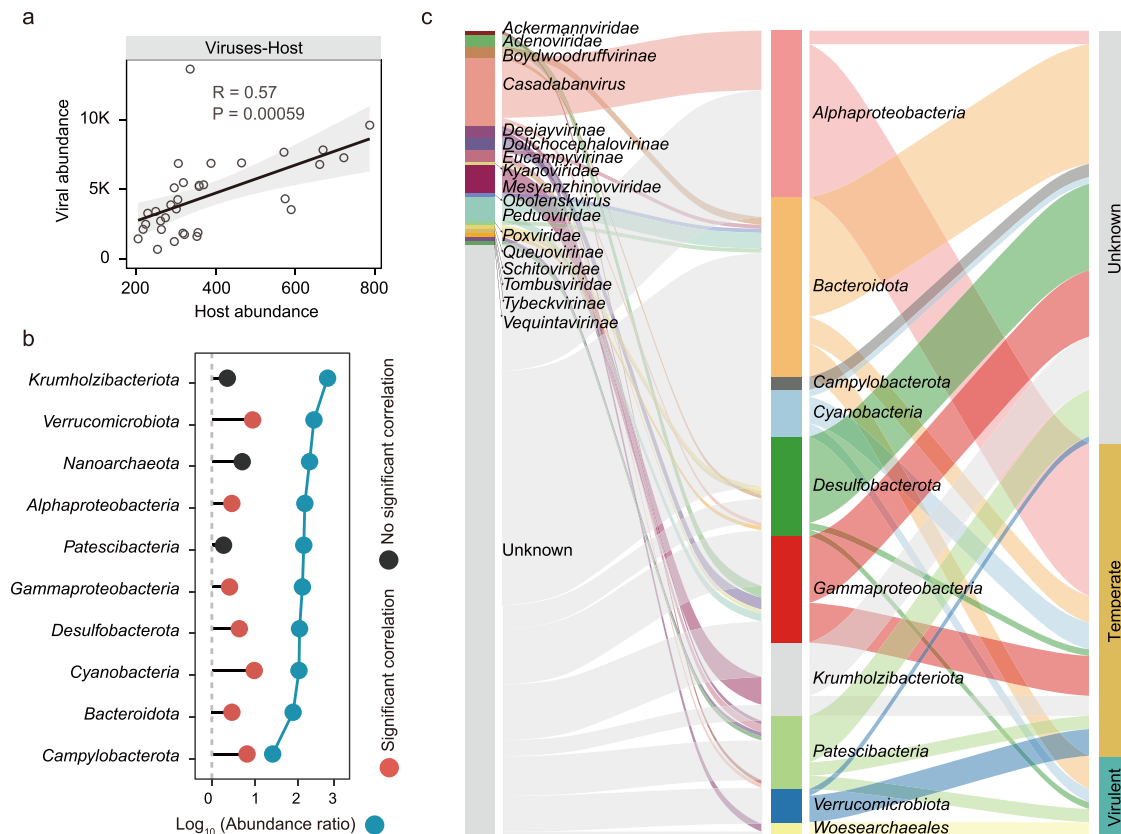 a
Viruses-Host
R = 0.57
P = 0.00059
10K
5K
0
Viral abundance
200
400
600
800
Host abundance
b
Krumholzibacteriota
Verrucomicrobiota
Nanoarchaeota
Alphaproteobacteria
Patescibacteria
Gammaproteobacteria
Desulfobacterota
Cyanobacteria
Bacteroidota
Campylobacterota
0
1
2
3
Log₁₀ (Abundance ratio)
No significant correlation
Significant correlation
c
Ackermannviridae
Adenoviridae
Boydwoodruffvirinae
Casadabanvirus
Deejayvirinae
Dolichocephalovirinae
Eucampyvirinae
Kyanoviridae
Mesyanzhinovviridae
Obolenskvirus
Peduoviridae
Poxviridae
Queuovirinae
Schitoviridae
Tombusviridae
Tybeckvirinae
Vequintavirinae
Unknown
Alphaproteobacteria
Bacteroidota
Campylobacterota
Cyanobacteria
Desulfobacterota
Gammaproteobacteria
Krumholzibacteriota
Patescibacteria
Verrucomicrobiota
Woesearchaeales
Unknown
Temperate
Virulent